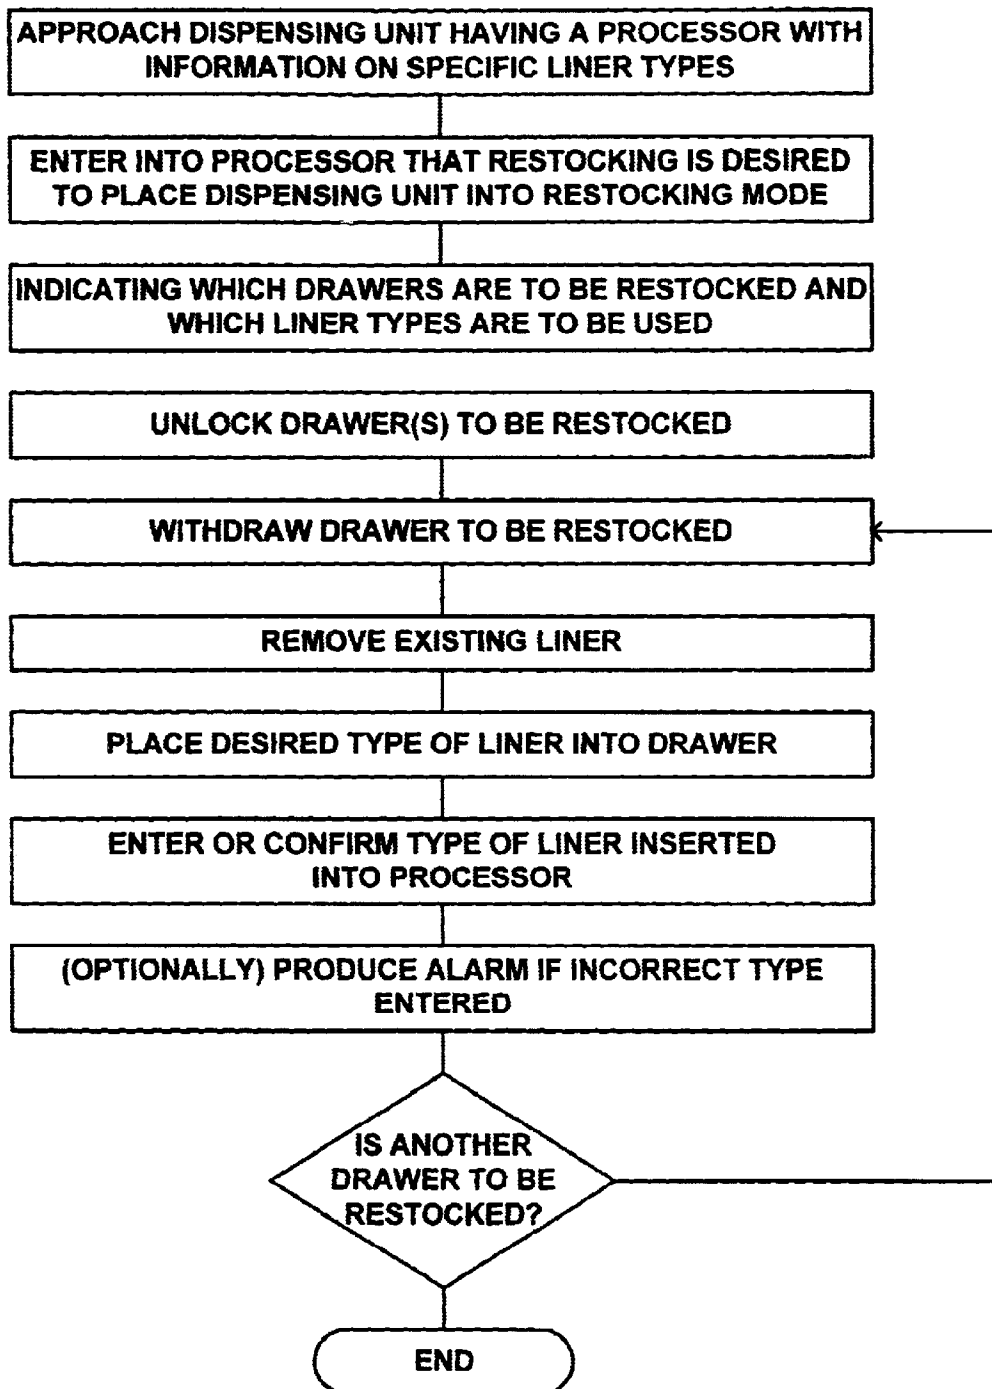 APPROACH DISPENSING UNIT HAVING A PROCESSOR WITH
INFORMATION ON SPECIFIC LINER TYPES
ENTER INTO PROCESSOR THAT RESTOCKING IS DESIRED
TO PLACE DISPENSING UNIT INTO RESTOCKING MODE
INDICATING WHICH DRAWERS ARE TO BE RESTOCKED AND
WHICH LINER TYPES ARE TO BE USED
UNLOCK DRAWER(S) TO BE RESTOCKED
WITHDRAW DRAWER TO BE RESTOCKED
REMOVE EXISTING LINER
PLACE DESIRED TYPE OF LINER INTO DRAWER
ENTER OR CONFIRM TYPE OF LINER INSERTED
INTO PROCESSOR
(OPTIONALLY) PRODUCE ALARM IF INCORRECT TYPE
ENTERED
IS ANOTHER
DRAWER TO BE
RESTOCKED?
END